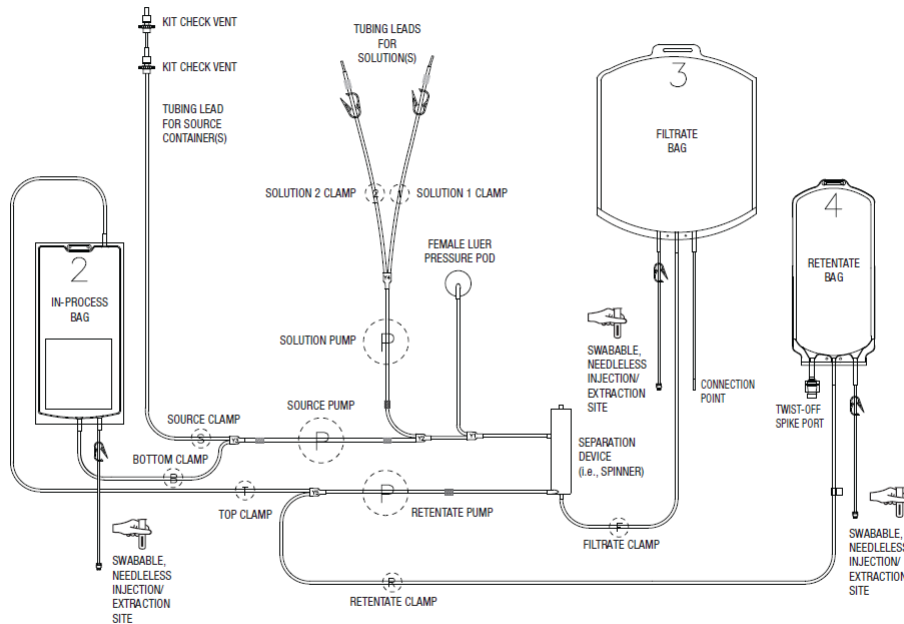 KIT CHECK VENT
KIT CHECK VENT
TUBING LEAD
FOR SOURCE
CONTAINER(S)
TUBING LEADS
FOR
SOLUTION(S)
3
FILTRATE
BAG
4
RETENTATE
BAG
SOLUTION 2 CLAMP
2
1
SOLUTION 1 CLAMP
FEMALE LUER
PRESSURE POD
2
IN-PROCESS
BAG
SOLUTION PUMP
P
SWABABLE,
NEEDLELESS
INJECTION/
EXTRACTION
SITE
CONNECTION
POINT
TWIST-OFF
SPIKE PORT
SOURCE PUMP
P
SOURCE CLAMP
S
BOTTOM CLAMP
B
SEPARATION
DEVICE
(i.e., SPINNER)
T
TOP CLAMP
P
RETENTATE PUMP
F
FILTRATE CLAMP
R
RETENTATE CLAMP
SWABABLE,
NEEDLELESS
INJECTION/
EXTRACTION
SITE
SWABABLE,
NEEDLELESS
INJECTION/
EXTRACTION
SITE